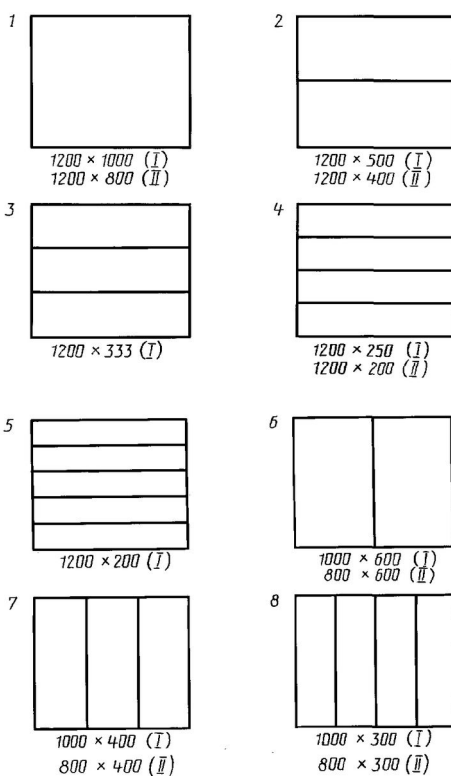 1
1200 × 1000 (I)
1200 × 800 (II)
2
1200 × 500 (I)
1200 × 400 (II)
3
1200 × 333 (I)
4
1200 × 250 (I)
1200 × 200 (II)
5
1200 × 200 (I)
6
1000 × 600 (I)
800 × 600 (II)
7
1000 × 400 (I)
800 × 400 (II)
8
1000 × 300 (I)
800 × 300 (II)